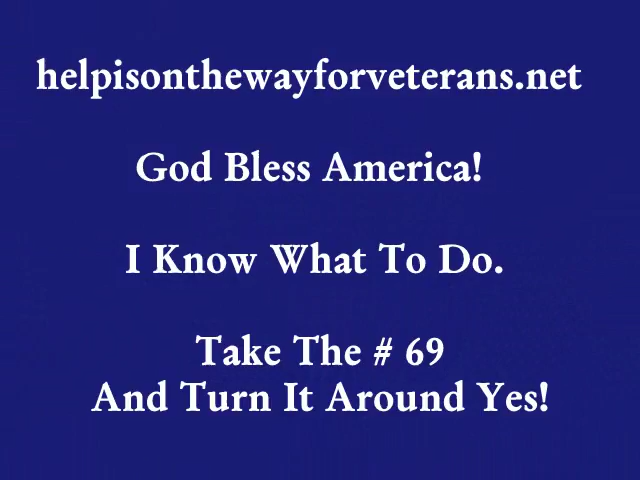 helpisonthewayforveterans.net
God Bless America!
I Know What To Do.
Take The # 69
And Turn It Around Yes!